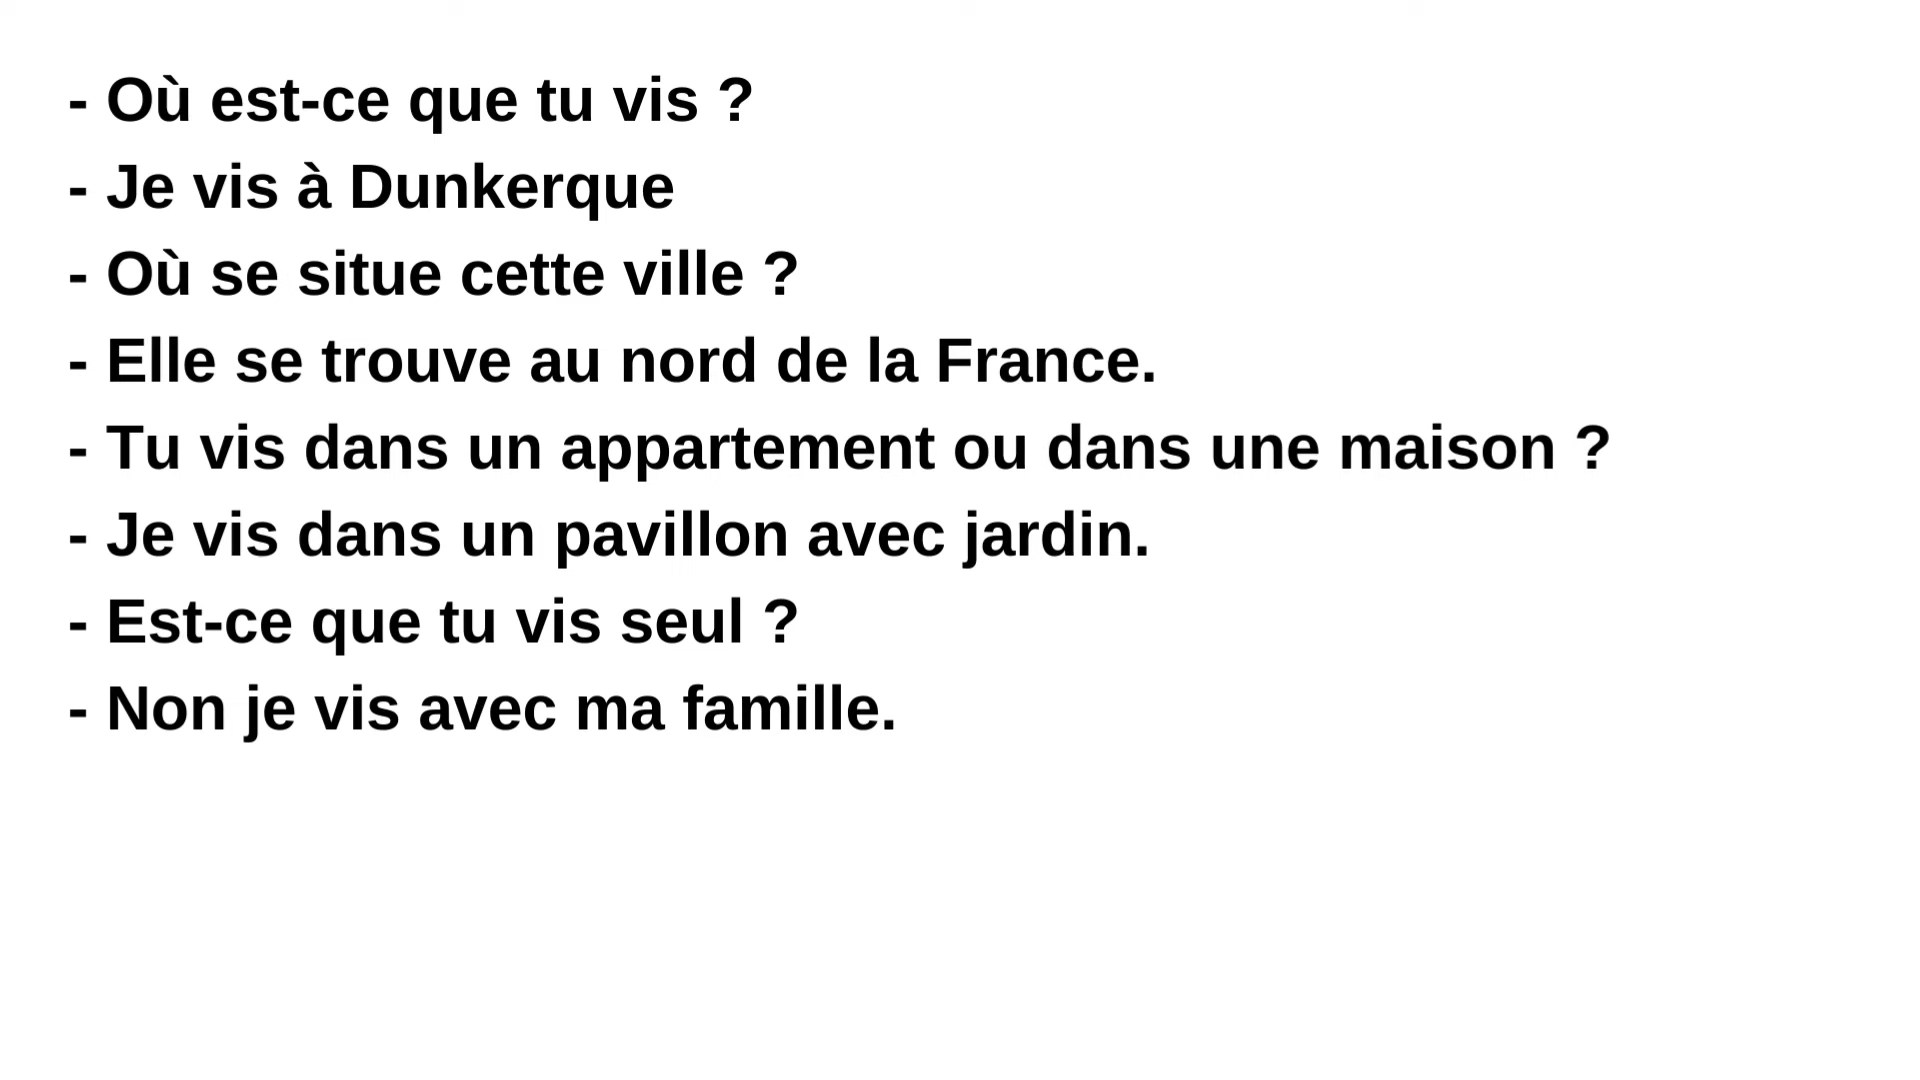 - Où est-ce que tu vis ?
- Je vis à Dunkerque
- Où se situe cette ville ?
- Elle se trouve au nord de la France.
- Tu vis dans un appartement ou dans une maison ?
- Je vis dans un pavillon avec jardin.
- Est-ce que tu vis seul ?
- Non je vis avec ma famille.